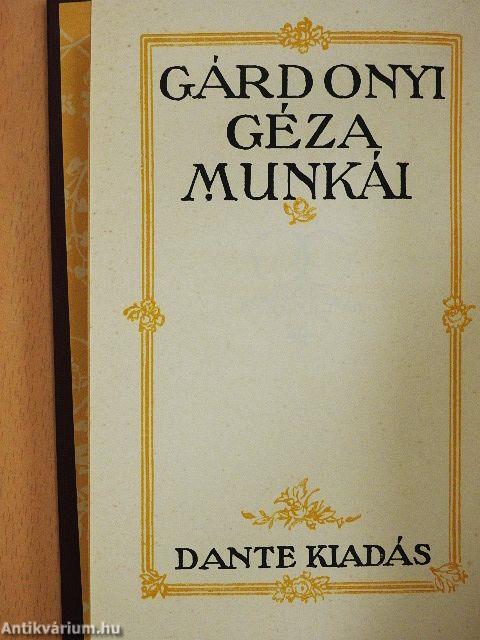 GÁRDONYI
GÉZA
MUNKÁI
DANTE KIADÁS
Antikvárium.hu